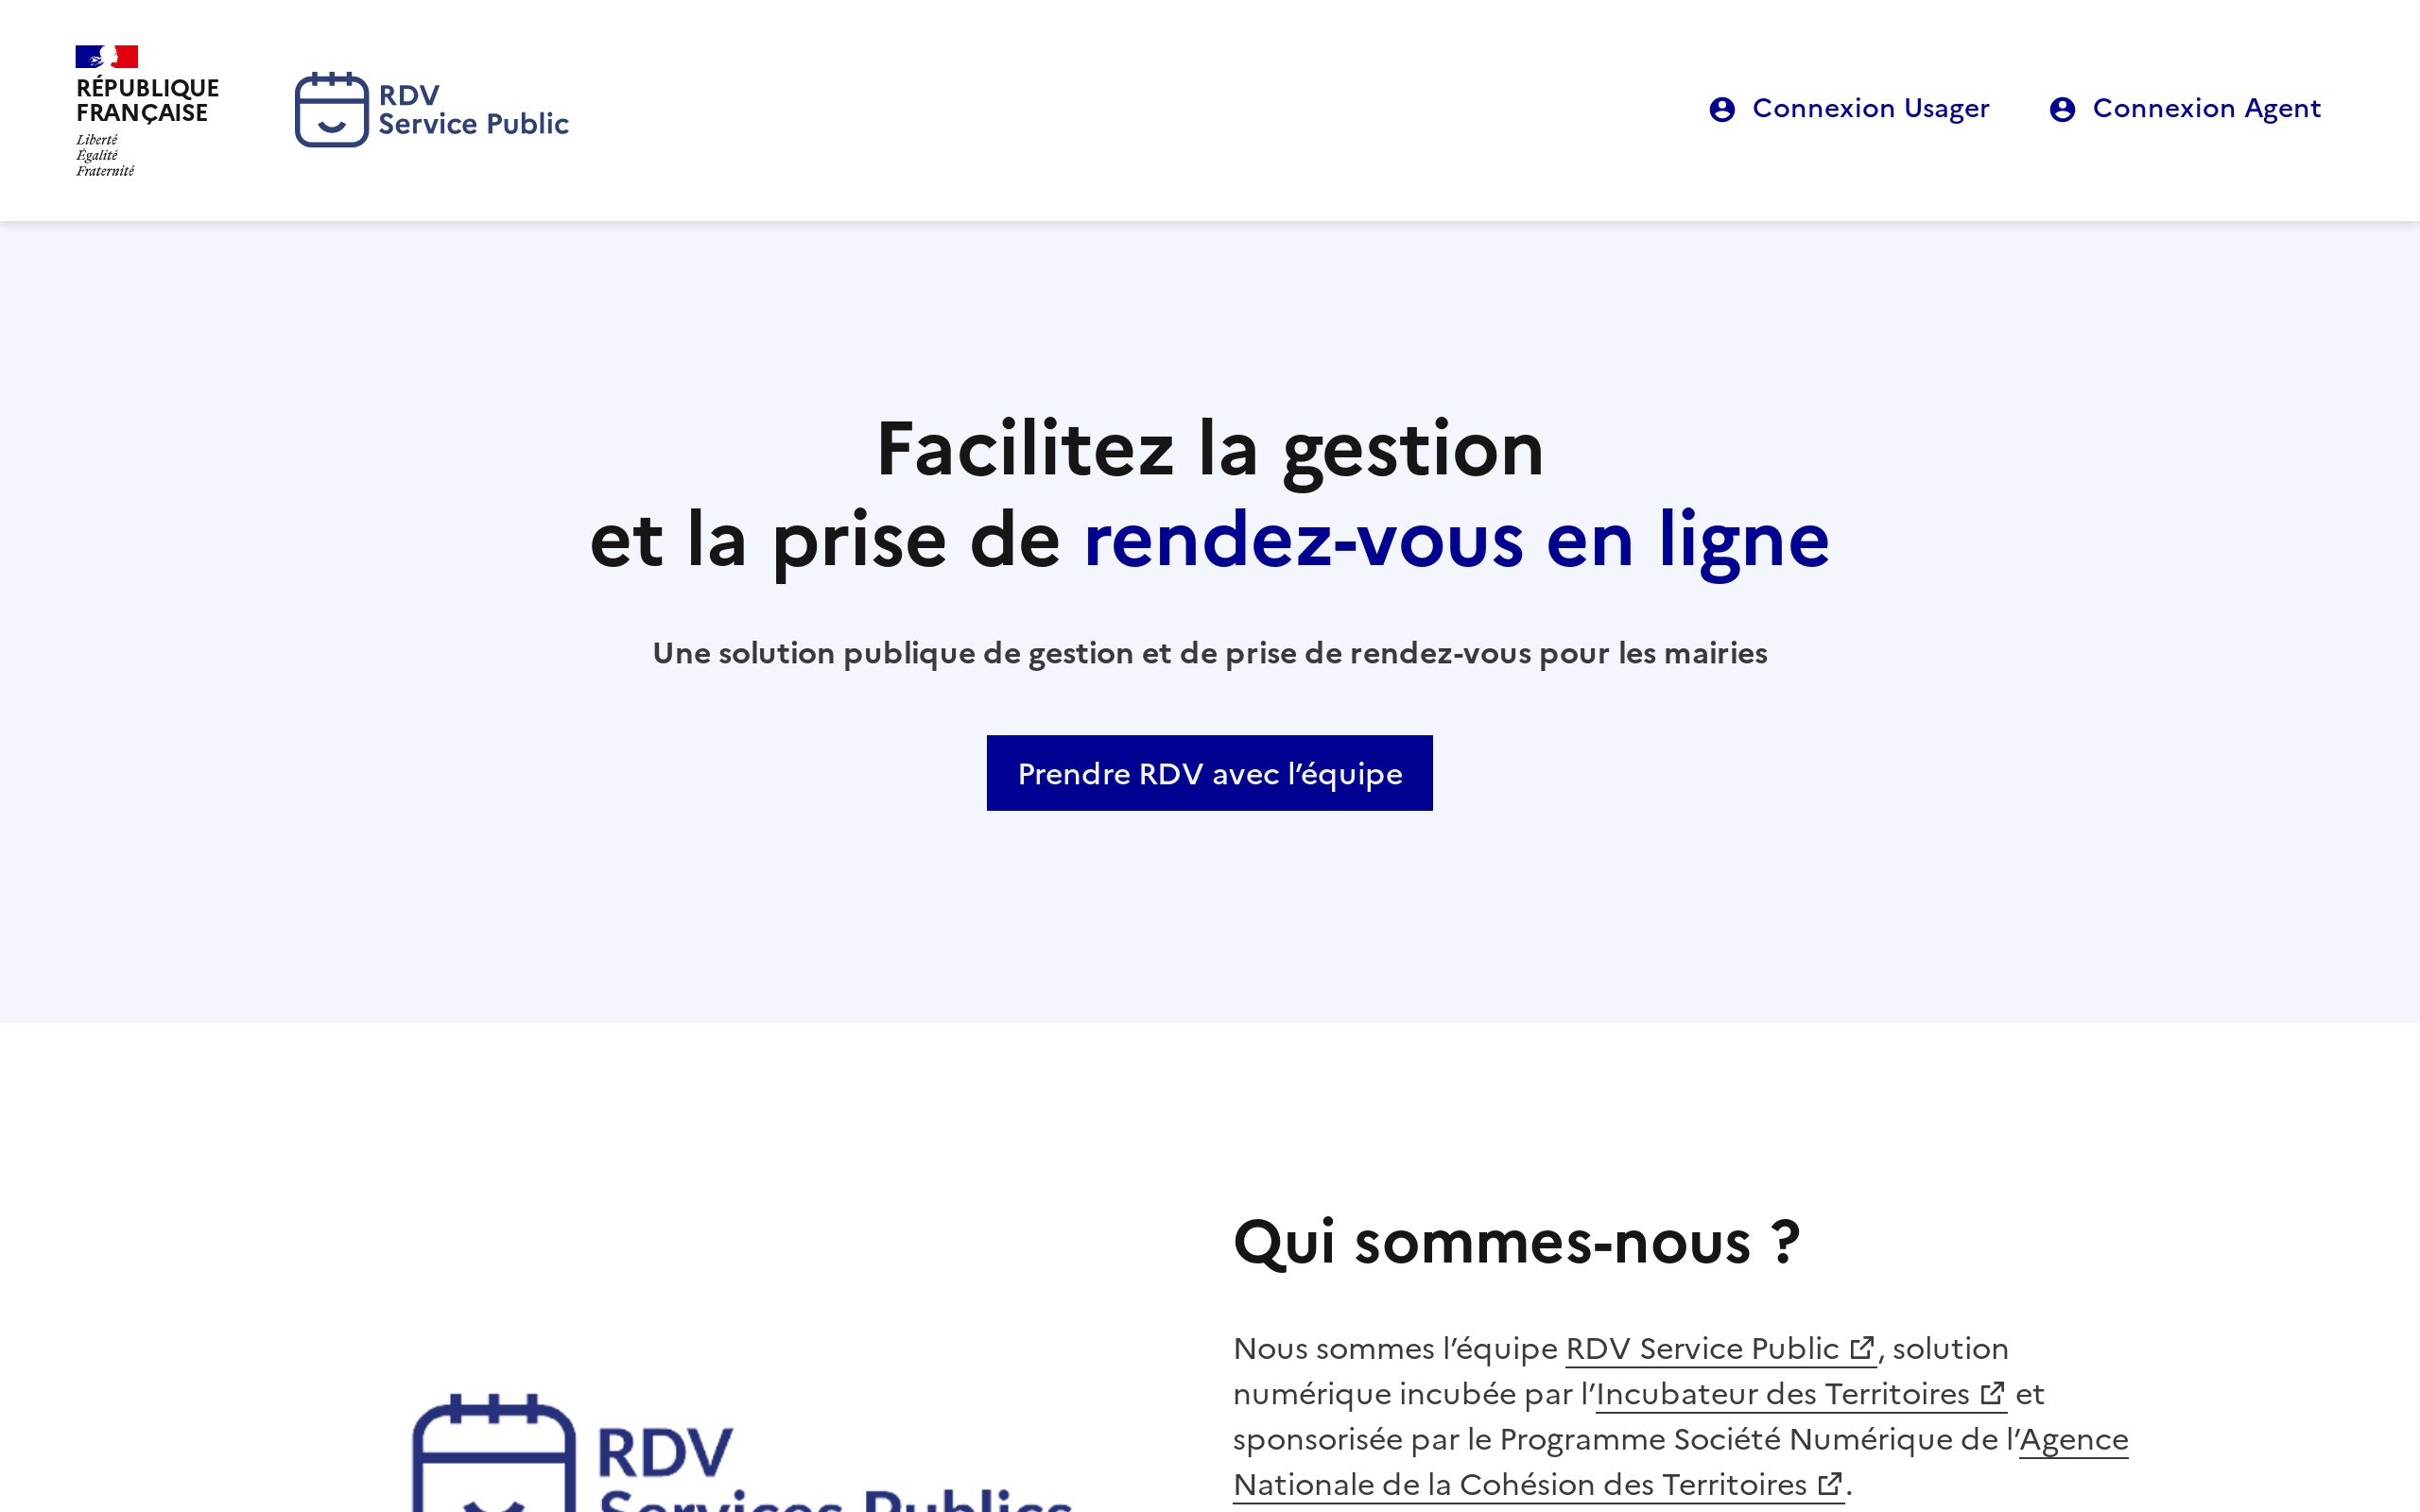 RÉPUBLIQUE
FRANÇAISE
Liberté
Égalité
Fraternité
RDV
Service Public
Connexion Usager
Connexion Agent
Facilitez la gestion
et la prise de rendez-vous en ligne
Une solution publique de gestion et de prise de rendez-vous pour les mairies
Prendre RDV avec l’équipe
RDV
Services Publics
Qui sommes-nous ?
Nous sommes l’équipe RDV Service Public, solution
numérique incubée par l’Incubateur des Territoires et
sponsorisée par le Programme Société Numérique de l’Agence
Nationale de la Cohésion des Territoires.